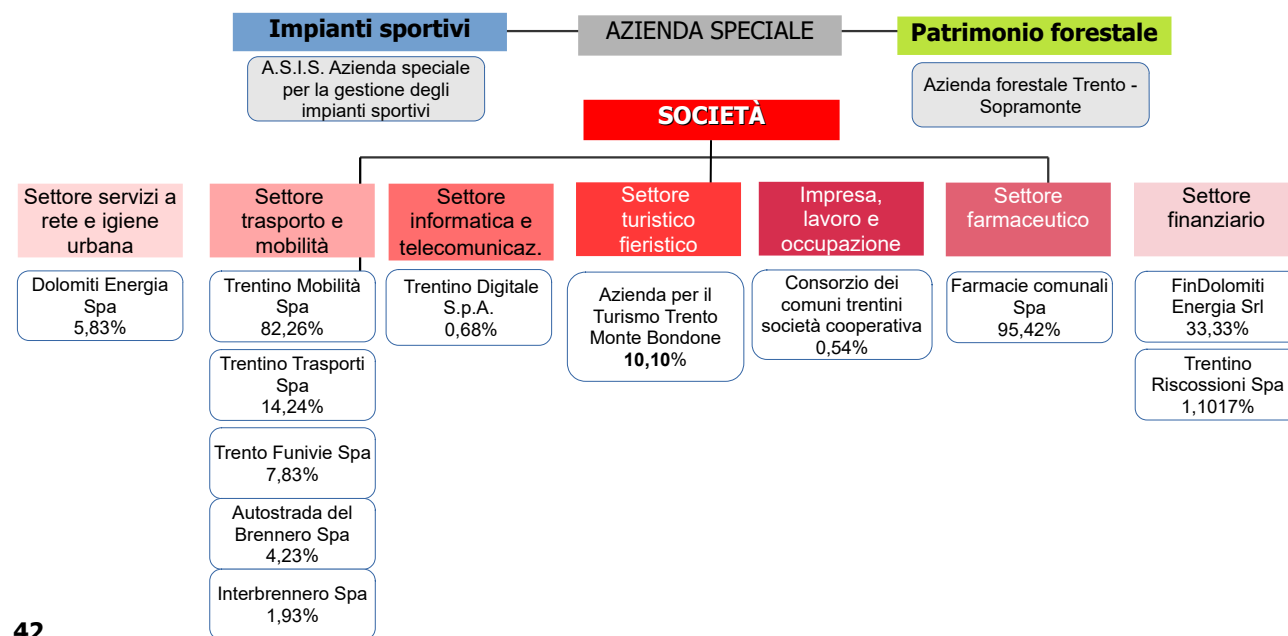 Impianti sportivi
AZIENDA SPECIALE
Patrimonio forestale
A.S.I.S. Azienda speciale
per la gestione degli
impianti sportivi
Azienda forestale Trento -
Sopramonte
SOCIETÀ
Settore servizi a
rete e igiene
urbana
Settore
trasporto e
mobilità
Settore
informatica e
telecomunicaz.
Settore
turistico
fieristico
Impresa,
lavoro e
occupazione
Settore
farmaceutico
Settore
finanziario
Dolomiti Energia
Spa
5,83%
Trentino Mobilità
Spa
82,26%
Trentino Trasporti
Spa
14,24%
Trento Funivie Spa
7,83%
Autostrada del
Brennero Spa
4,23%
Interbrennero Spa
1,93%
Trentino Digitale
S.p.A.
0,68%
Azienda per il
Turismo Trento
Monte Bondone
10,10%
Consorzio dei
comuni trentini
società cooperativa
0,54%
Farmacie comunali
Spa
95,42%
FinDolomiti
Energia Srl
33,33%
Trentino
Riscossioni Spa
1,1017%
42